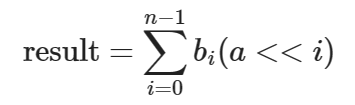 result = \sum_{i=0}^{n-1} b_i(a << i)